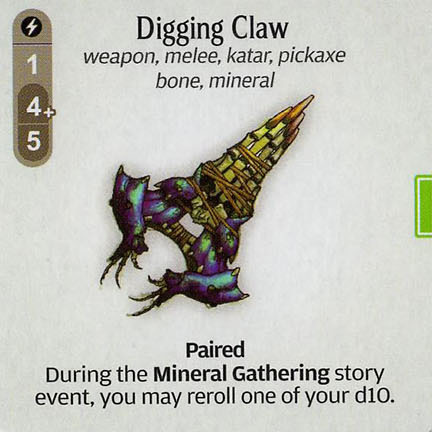 Digging Claw
weapon, melee, katar, pickaxe
bone, mineral
1
4+
5
Paired
During the Mineral Gathering story
event, you may reroll one of your d10.